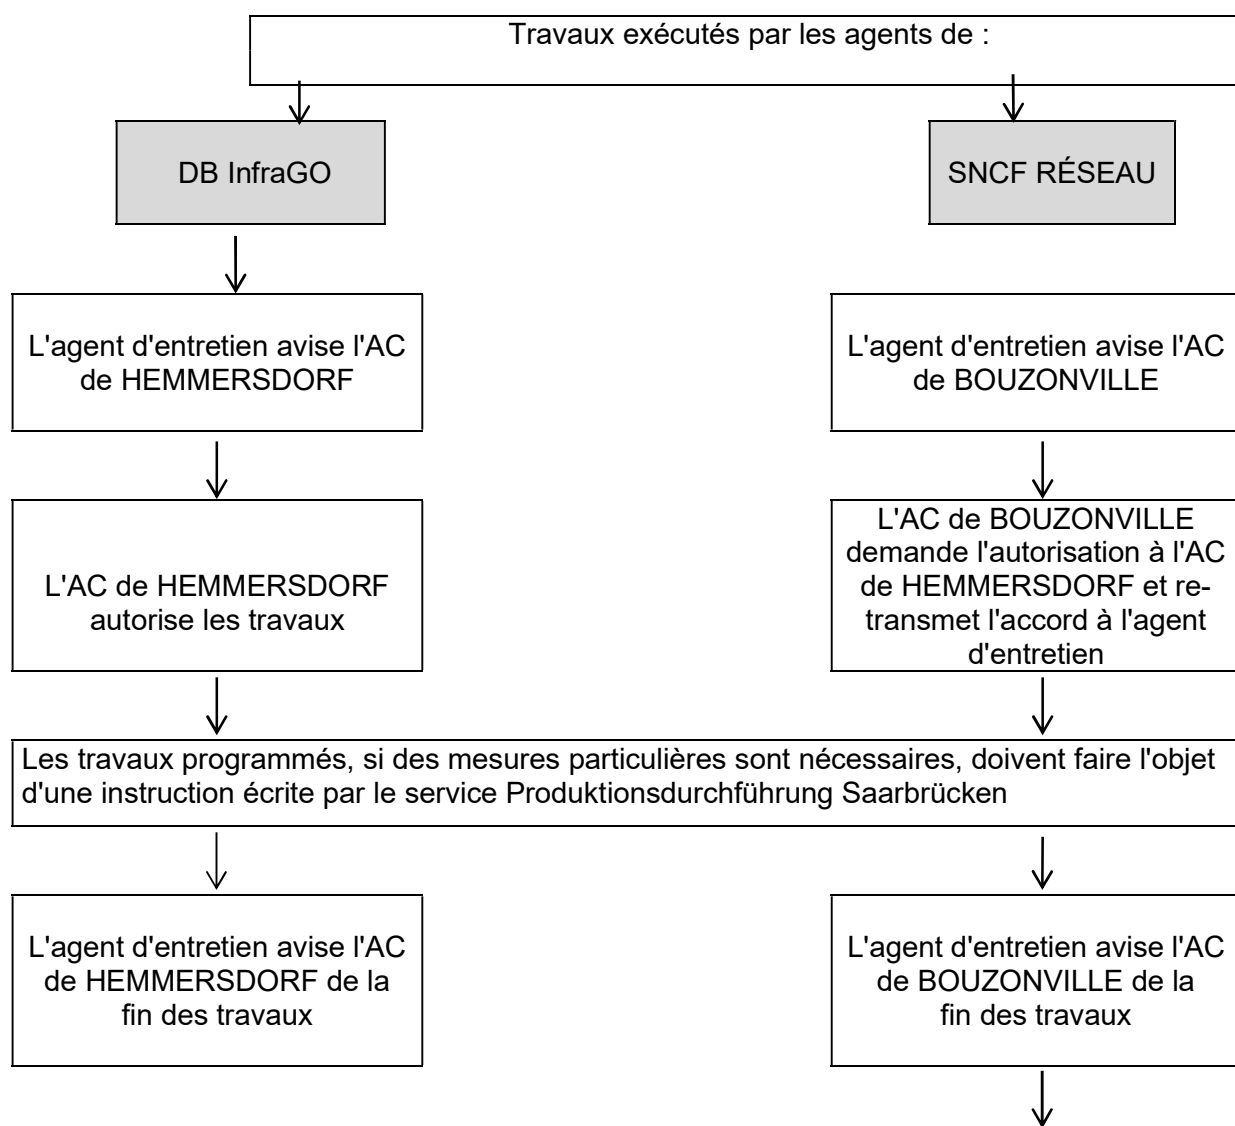 Travaux exécutés par les agents de :
DB InfraGO
SNCF RÉSEAU
L'agent d'entretien avise l'AC
de HEMMERSDORF
L'agent d'entretien avise l'AC
de BOUZONVILLE
L'AC de HEMMERSDORF
autorise les travaux
L'AC de BOUZONVILLE
demande l'autorisation à l'AC
de HEMMERSDORF et re-
transmet l'accord à l'agent
d'entretien
Les travaux programmés, si des mesures particulières sont nécessaires, doivent faire l'objet
d'une instruction écrite par le service Produktionsdurchführung Saarbrücken
L'agent d'entretien avise l'AC
de HEMMERSDORF de la
fin des travaux
L'agent d'entretien avise l'AC
de BOUZONVILLE de la
fin des travaux